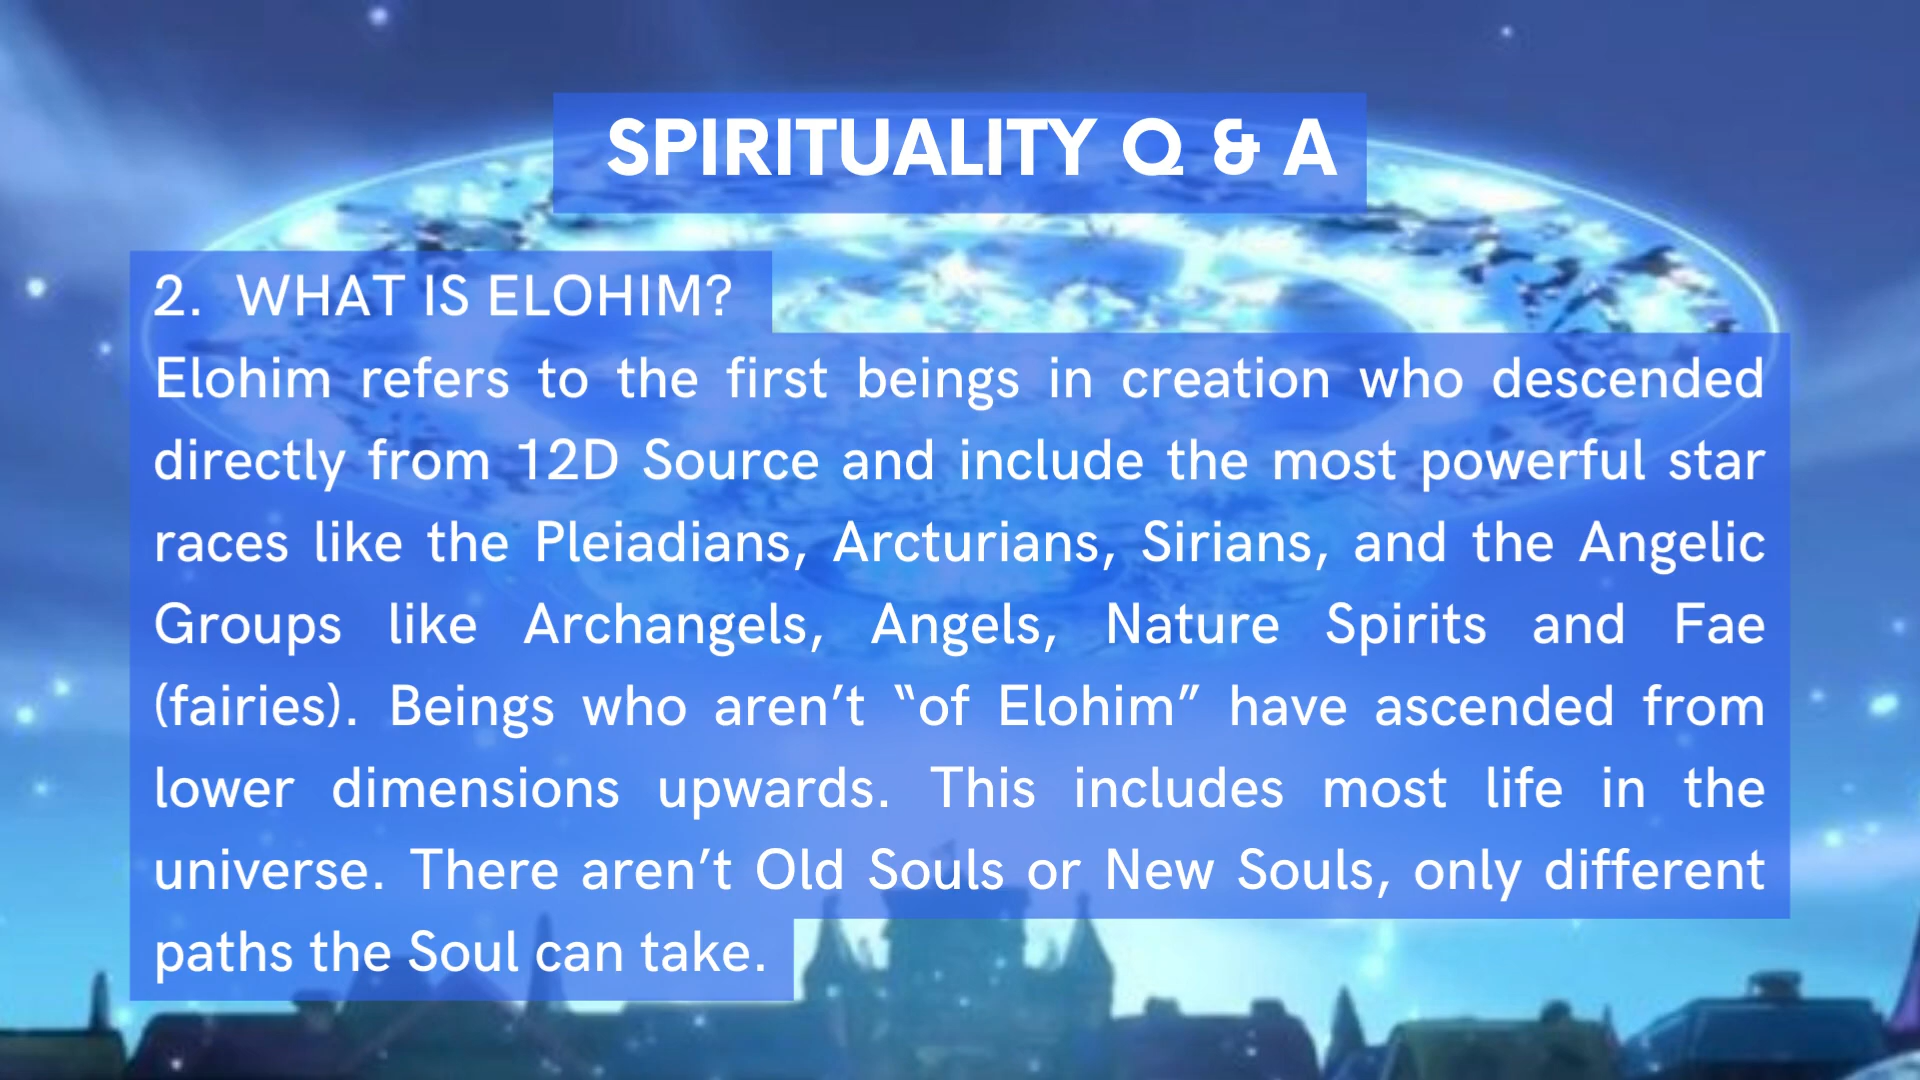 SPIRITUALITY Q & A
2. WHAT IS ELOHIM?
Elohim refers to the first beings in creation who descended
directly from 12D Source and include the most powerful star
races like the Pleiadians, Arcturians, Sirians, and the Angelic
Groups like Archangels, Angels, Nature Spirits and Fae
(fairies). Beings who aren’t “of Elohim” have ascended from
lower dimensions upwards. This includes most life in the
universe. There aren’t Old Souls or New Souls, only different
paths the Soul can take.